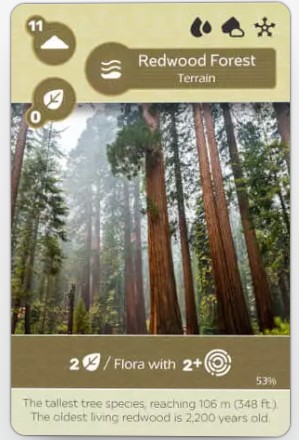 11
0
Redwood Forest
Terrain
2 / Flora with 2+
53%
The tallest tree species, reaching 106 m (348 ft.).
The oldest living redwood is 2,200 years old.